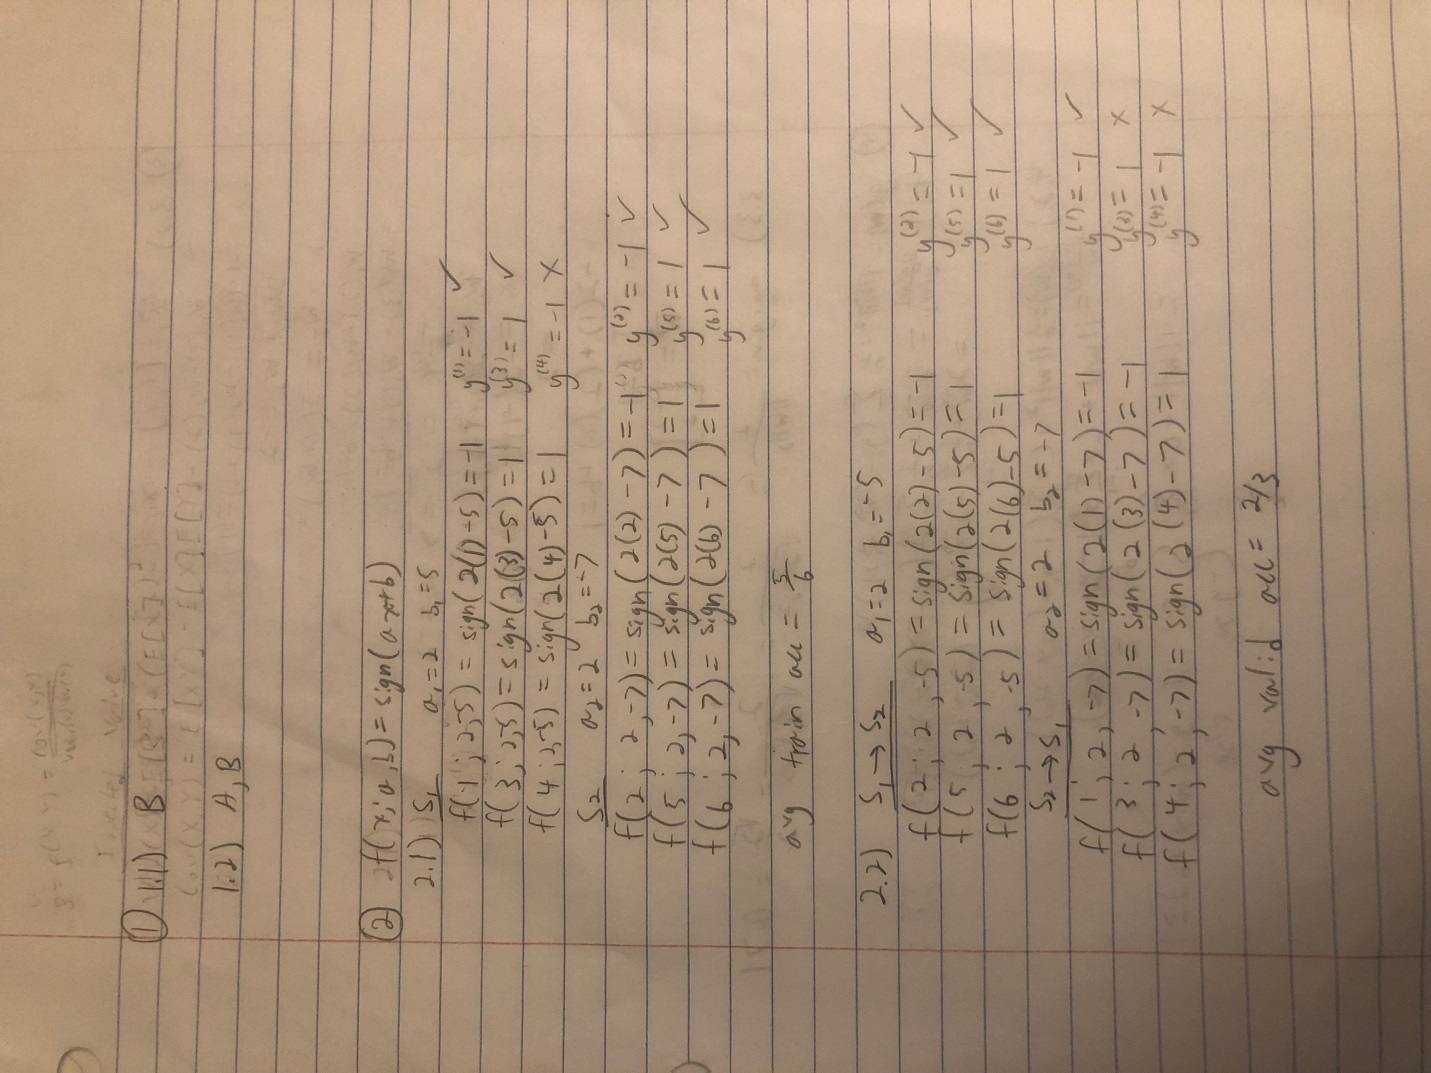 ① 1.1) B
1.2) A, B
② f(x; a, b) = sign(ax+b)
2.1) S₁ a₁=2 b₁=5
f(1; 2, -5) = sign(2(1)-5) = -1 y⁽¹⁾ = -1 ✓
f(3; 2, -5) = sign(2(3)-5) = 1 y⁽³⁾ = 1 ✓
f(4; 2, -5) = sign(2(4)-5) = 1 y⁽⁴⁾ = -1 ×
S₂ a₂=2 b₂=-7
f(2; 2, -7) = sign(2(2)-7) = -1 y⁽²⁾ = -1 ✓
f(5; 2, -7) = sign(2(5)-7) = 1 y⁽⁵⁾ = 1 ✓
f(6; 2, -7) = sign(2(6)-7) = 1 y⁽⁶⁾ = 1 ✓
avg train acc = 5/6
2.2) S₁→S₂ a₁=2 b₁=-5
f(2; 2, -5) = sign(2(2)-5) = -1 y⁽²⁾ = -1 ✓
f(5; 2, -5) = sign(2(5)-5) = 1 y⁽⁵⁾ = 1 ✓
f(6; 2, -5) = sign(2(6)-5) = 1 y⁽⁶⁾ = 1 ✓
S₂→S₁ a₂=2 b₂=-7
f(1; 2, -7) = sign(2(1)-7) = -1 y⁽¹⁾ = -1 ✓
f(3; 2, -7) = sign(2(3)-7) = -1 y⁽³⁾ = 1 ×
f(4; 2, -7) = sign(2(4)-7) = 1 y⁽⁴⁾ = -1 ×
avg valid acc = 2/3